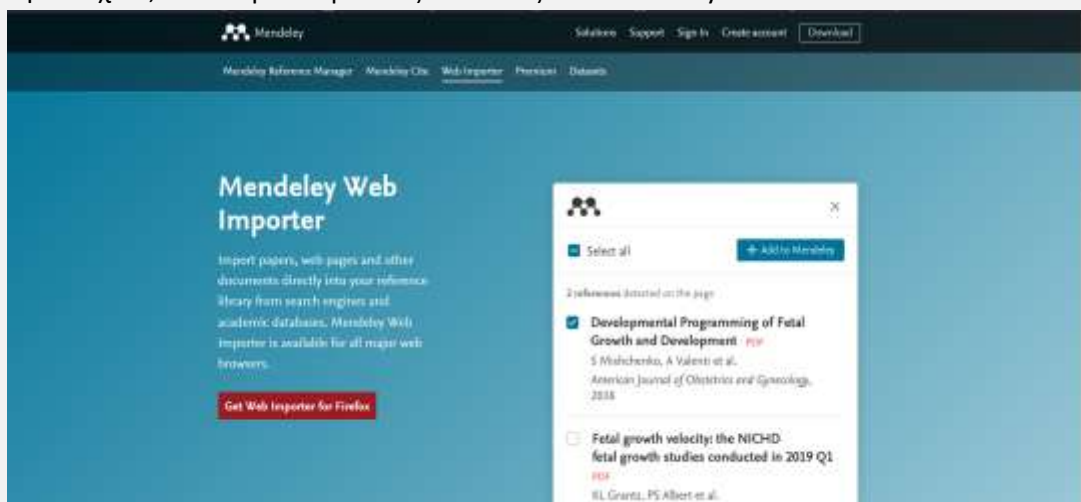 Mendeley
Solutions Support Sign In Create account Download
Mendeley Reference Manager Mendeley Cite Web Importer Premium Datasets
Mendeley Web
Importer
Import papers, web pages and other
documents directly into your reference
library from search engines and
academic databases. Mendeley Web
Importer is available for all major web
browsers.
Get Web Importer for Firefox
Select all
+ Add to Mendeley
2 references detected on the page
Developmental Programming of Fetal
Growth and Development PDF
S Mishchenko, A Valenti et al.
American Journal of Obstetrics and Gynecology,
Fetal growth velocity: the NICHD
fetal growth studies conducted in 2019 Q1
PDF
KL Grantz, PS Albert et al.